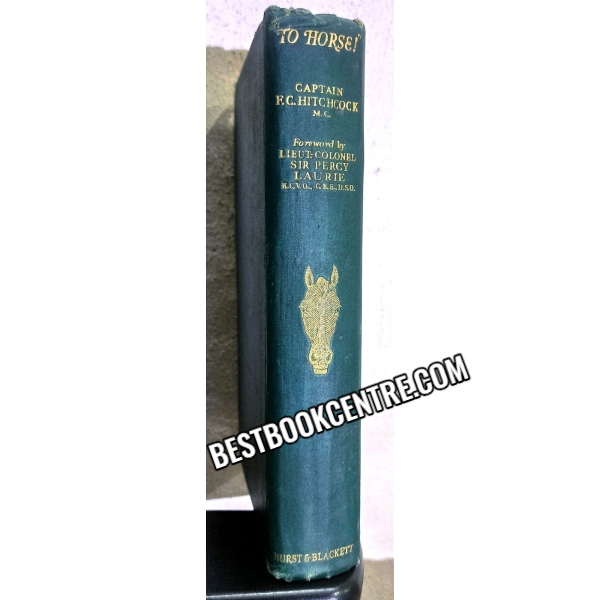 "TO HORSE!"
CAPTAIN
F.C. HITCHCOCK
M.C.
Foreword by
LIEUT-COLONEL
SIR PERCY
LAURIE
K.C.V.O., C.B.E., D.S.O.
BESTBOOKCENTRE.COM
HURST & BLACKETT